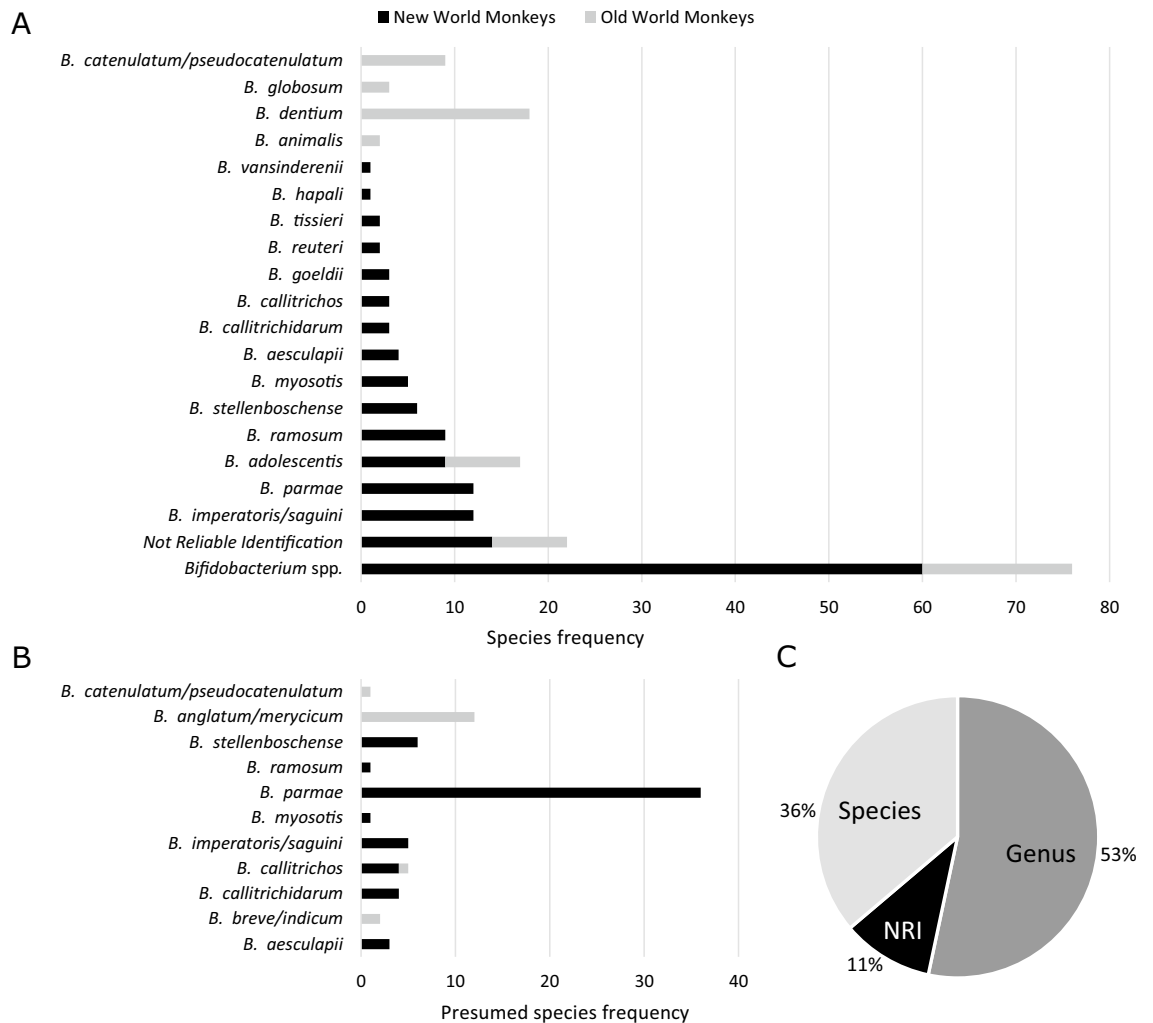 A
New World Monkeys Old World Monkeys
B. catenulatum/pseudocatenulatum
B. globosum
B. dentium
B. animalis
B. vansinderenii
B. hapali
B. tissieri
B. reuteri
B. goeldii
B. callitrichos
B. callitrichidarum
B. aesculapii
B. myosotis
B. stellenboschense
B. ramosum
B. adolescentis
B. parmae
B. imperatoris/saguini
Not Reliable Identification
Bifidobacterium spp.
0 10 20 30 40 50 60 70 80
Species frequency
B
B. catenulatum/pseudocatenulatum
B. anglatum/merycicum
B. stellenboschense
B. ramosum
B. parmae
B. myosotis
B. imperatoris/saguini
B. callitrichos
B. callitrichidarum
B. breve/indicum
B. aesculapii
0 10 20 30 40
Presumed species frequency
C
36% Species
Genus 53%
NRI
11%